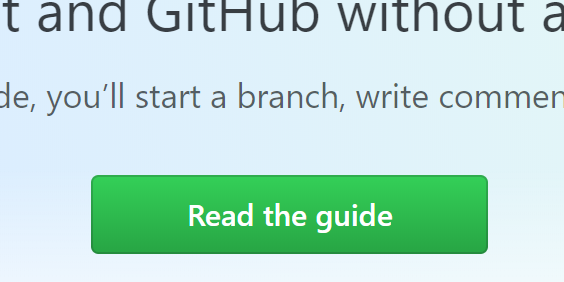 t and GitHub without a
de, you'll start a branch, write commen
Read the guide